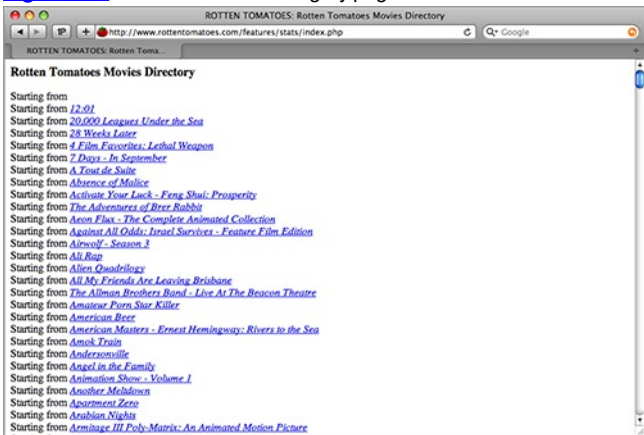 ROTTEN TOMATOES: Rotten Tomatoes Movies Directory
http://www.rottentomatoes.com/features/stats/index.php
Google
ROTTEN TOMATOES: Rotten Toma...
Rotten Tomatoes Movies Directory
Starting from
Starting from 12:01
Starting from 20,000 Leagues Under the Sea
Starting from 28 Weeks Later
Starting from 4 Film Favorites: Lethal Weapon
Starting from 7 Days - In September
Starting from A Tout de Suite
Starting from Absence of Malice
Starting from Activate Your Luck - Feng Shui: Prosperity
Starting from The Adventures of Brer Rabbit
Starting from Aeon Flux - The Complete Animated Collection
Starting from Against All Odds: Israel Survives - Feature Film Edition
Starting from Airwolf - Season 3
Starting from Ali Rap
Starting from Alien Quadrilogy
Starting from All My Friends Are Leaving Brisbane
Starting from The Allman Brothers Band - Live At The Beacon Theatre
Starting from Amateur Porn Star Killer
Starting from American Beer
Starting from American Masters - Ernest Hemingway: Rivers to the Sea
Starting from Amok Train
Starting from Andersonville
Starting from Angel in the Family
Starting from Animation Show - Volume 1
Starting from Another Meltdown
Starting from Apartment Zero
Starting from Arabian Nights
Starting from Armitage III Poly-Matrix: An Animated Motion Picture